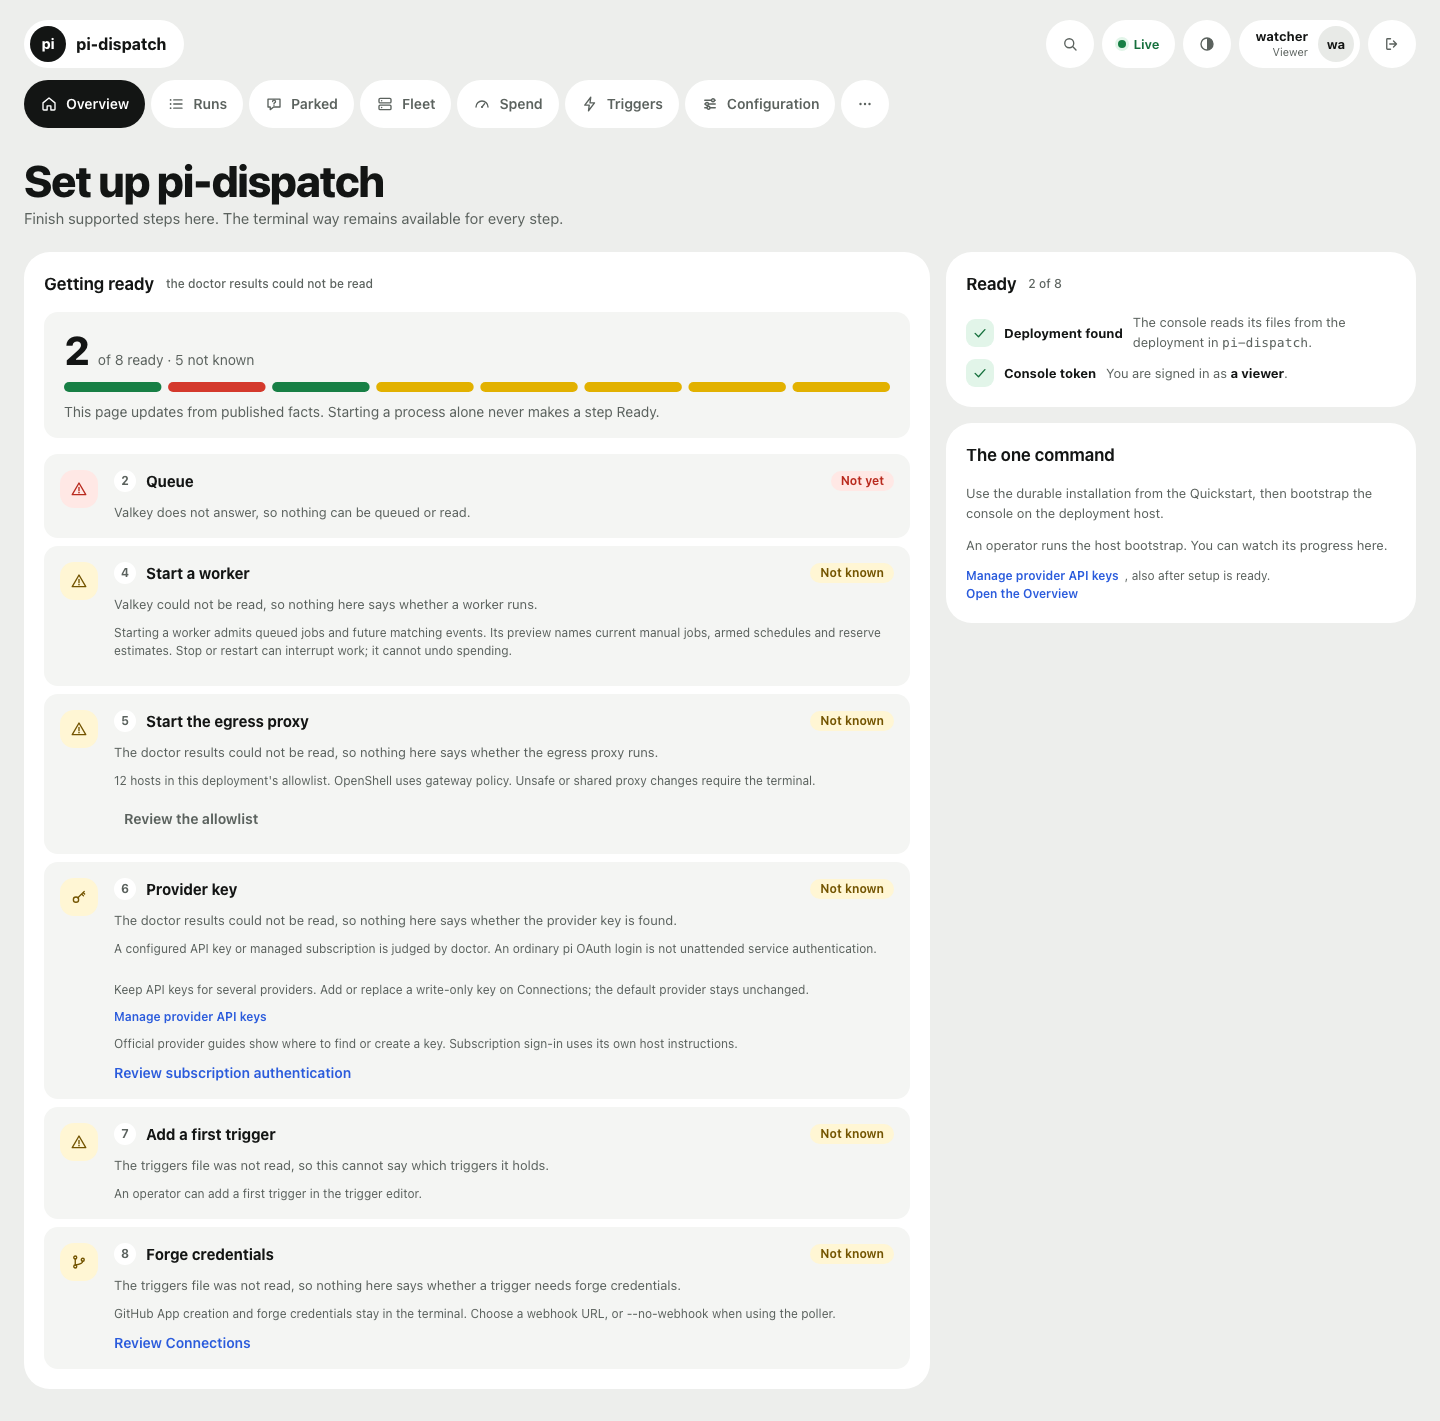 pi pi-dispatch
Live
watcher
Viewer
wa
Overview Runs Parked Fleet Spend Triggers Configuration ···
Set up pi-dispatch
Finish supported steps here. The terminal way remains available for every step.
Getting ready the doctor results could not be read
2 of 8 ready · 5 not known
This page updates from published facts. Starting a process alone never makes a step Ready.
2 Queue Not yet
Valkey does not answer, so nothing can be queued or read.
4 Start a worker Not known
Valkey could not be read, so nothing here says whether a worker runs.
Starting a worker admits queued jobs and future matching events. Its preview names current manual jobs, armed schedules and reserve
estimates. Stop or restart can interrupt work; it cannot undo spending.
5 Start the egress proxy Not known
The doctor results could not be read, so nothing here says whether the egress proxy runs.
12 hosts in this deployment's allowlist. OpenShell uses gateway policy. Unsafe or shared proxy changes require the terminal.
Review the allowlist
6 Provider key Not known
The doctor results could not be read, so nothing here says whether the provider key is found.
A configured API key or managed subscription is judged by doctor. An ordinary pi OAuth login is not unattended service authentication.
Keep API keys for several providers. Add or replace a write-only key on Connections; the default provider stays unchanged.
Manage provider API keys
Official provider guides show where to find or create a key. Subscription sign-in uses its own host instructions.
Review subscription authentication
7 Add a first trigger Not known
The triggers file was not read, so this cannot say which triggers it holds.
An operator can add a first trigger in the trigger editor.
8 Forge credentials Not known
The triggers file was not read, so nothing here says whether a trigger needs forge credentials.
GitHub App creation and forge credentials stay in the terminal. Choose a webhook URL, or --no-webhook when using the poller.
Review Connections
Ready 2 of 8
Deployment found The console reads its files from the
deployment in pi-dispatch.
Console token You are signed in as a viewer.
The one command
Use the durable installation from the Quickstart, then bootstrap the
console on the deployment host.
An operator runs the host bootstrap. You can watch its progress here.
Manage provider API keys , also after setup is ready.
Open the Overview